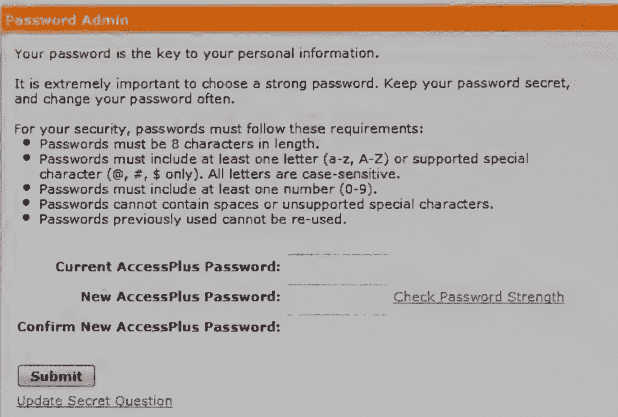 Password Admin
Your password is the key to your personal information.
It is extremely important to choose a strong password. Keep your password secret,
and change your password often.
For your security, passwords must follow these requirements:
Passwords must be 8 characters in length.
Passwords must include at least one letter (a-z, A-Z) or supported special
character (@, #, $ only). All letters are case-sensitive.
Passwords must include at least one number (0-9).
Passwords cannot contain spaces or unsupported special characters.
Passwords previously used cannot be re-used.
Current AccessPlus Password:
New AccessPlus Password: Check Password Strength
Confirm New AccessPlus Password:
Submit
Update Secret Question